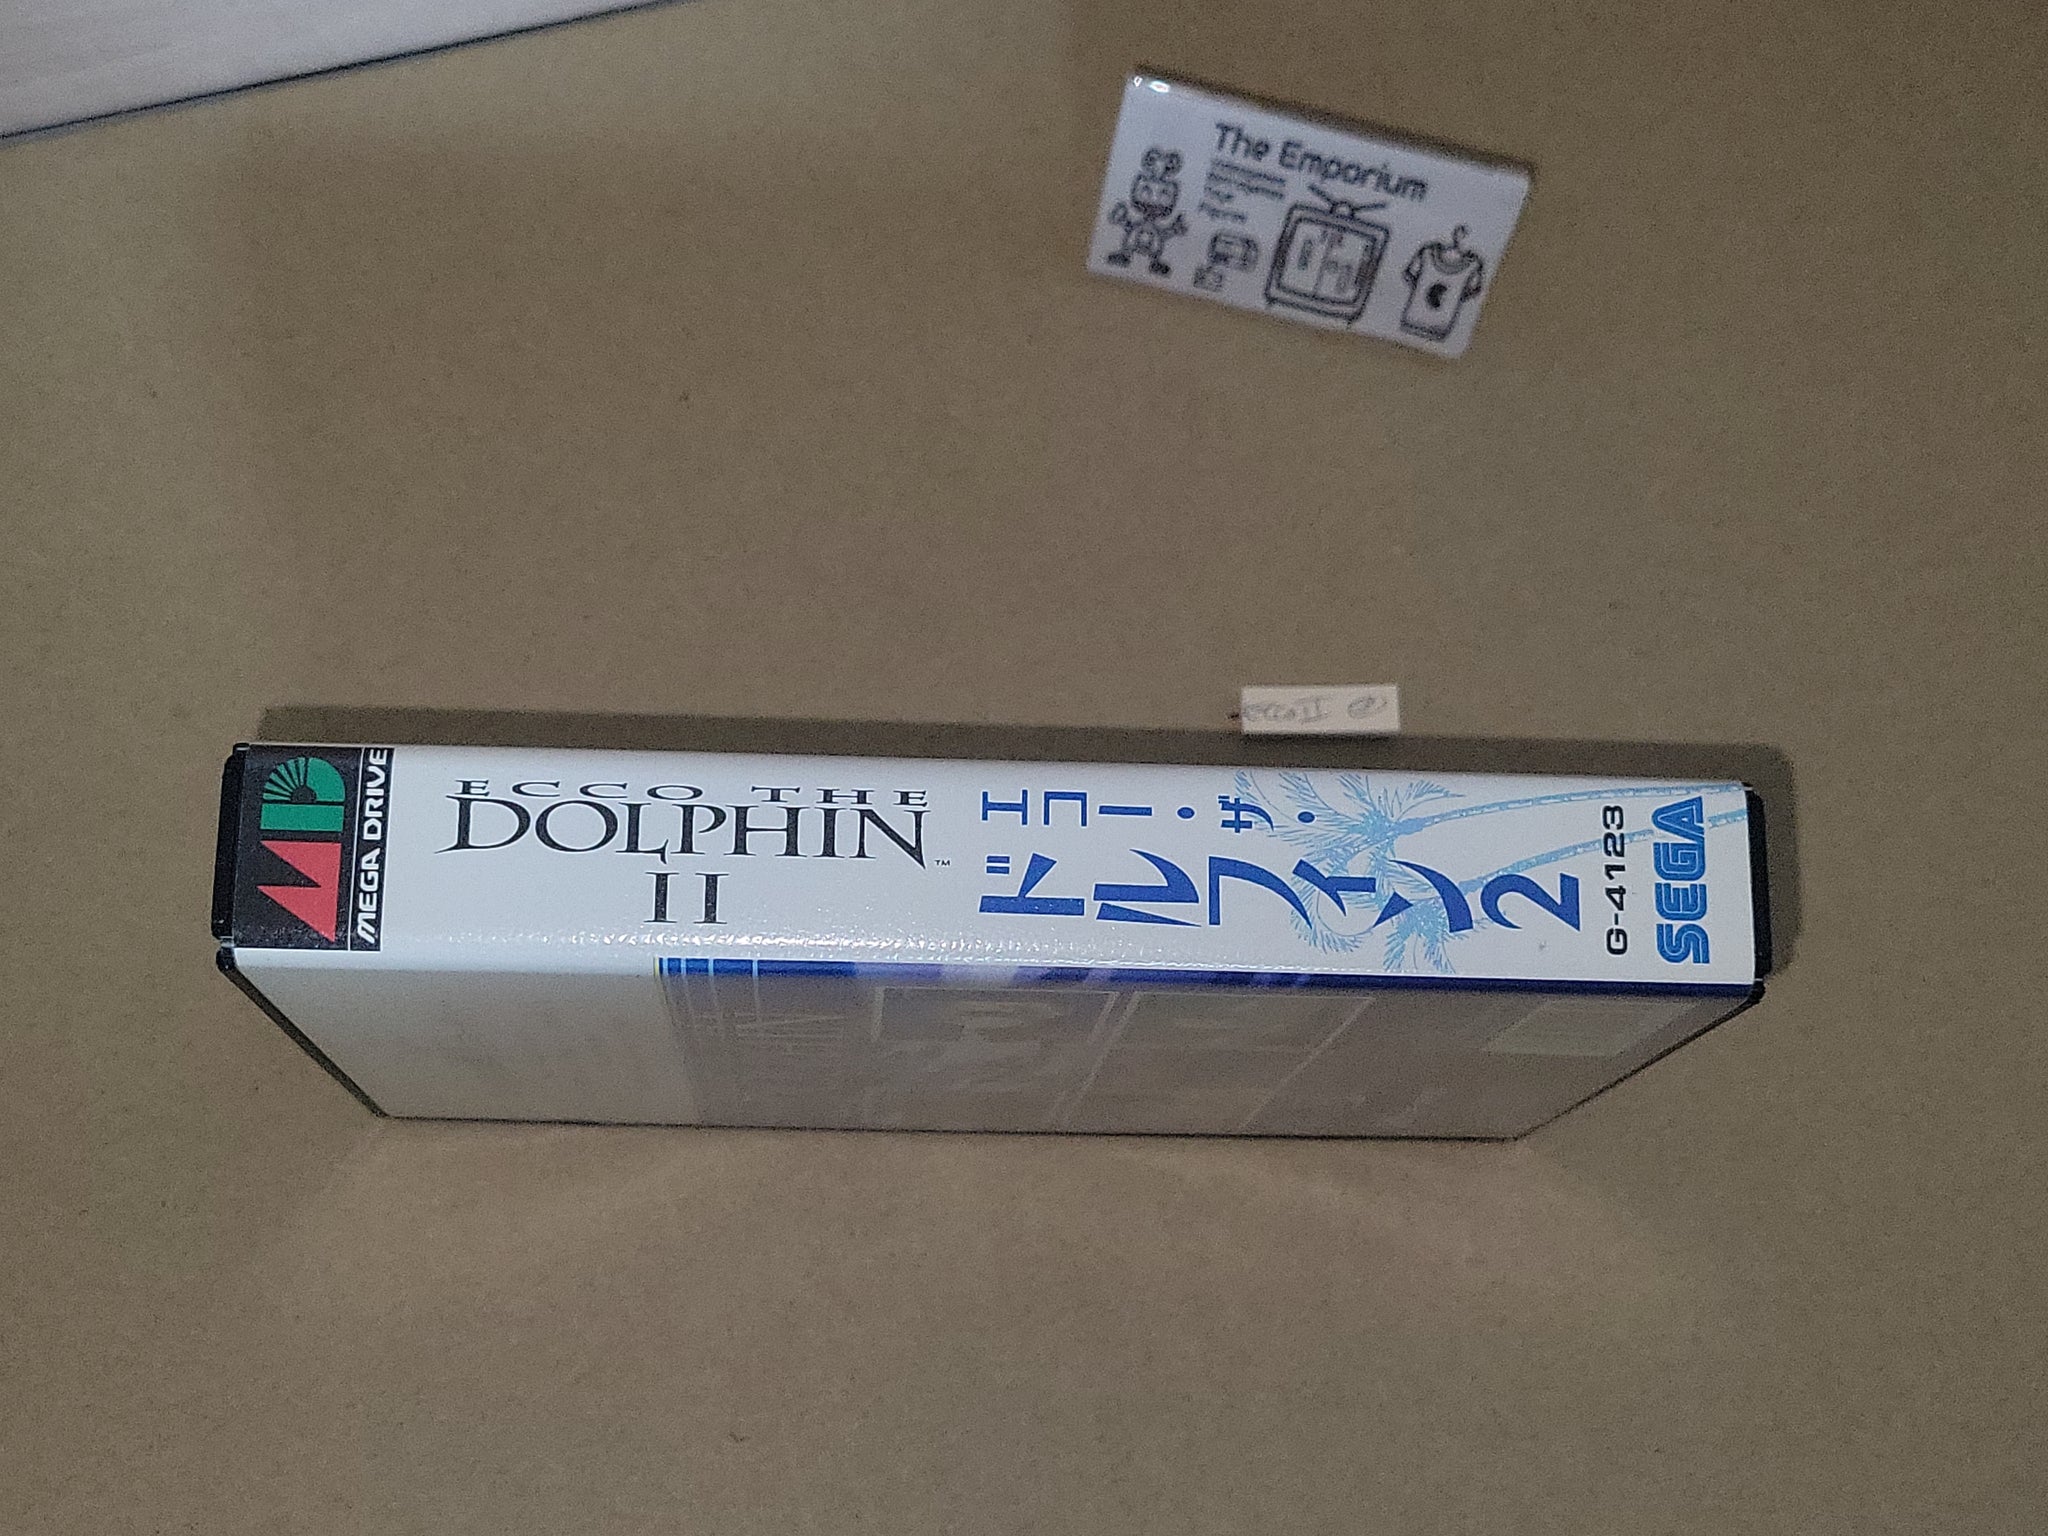 The Emporium
MEGA DRIVE
ECCO THE
DOLPHIN™
II
エコー・ザ・
ドルフィン2
G-4123
SEGA